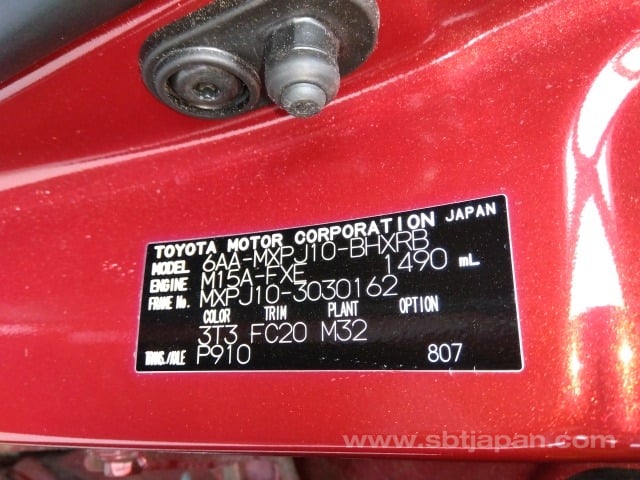 TOYOTA MOTOR CORPORATION JAPAN
MODEL 6AA-MXPJ10-BHXRB
ENGINE M15A-FXE 1490 mL
FRAME No. MXPJ10-3030162
COLOR TRIM PLANT OPTION
3T3 FC20 M32
TRANS./AXLE P910 807
www.sbtjapan.com